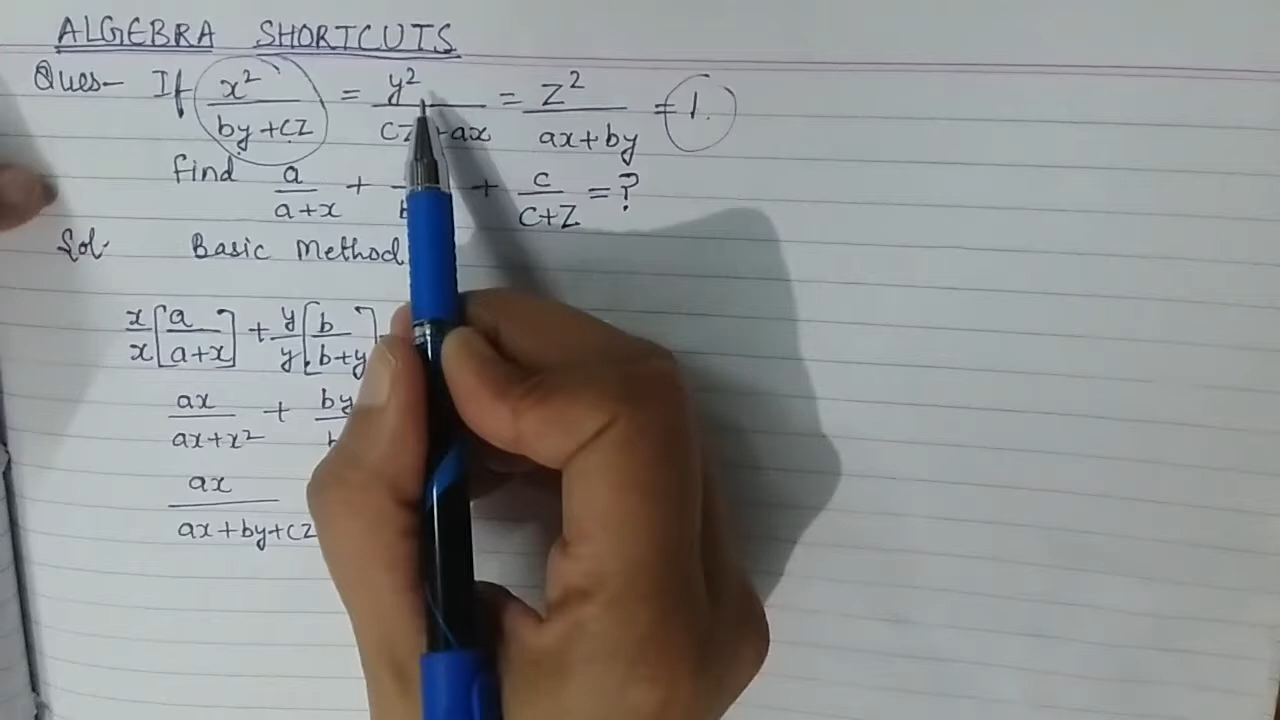 ALGEBRA SHORTCUTS
Ques- If x²/(by+cz) = y²/(cz+ax) = z²/(ax+by) = 1.
find a/(a+x) + + c/(c+z) = ?
Sol. Basic Method
x/x[a/(a+x)] + y/y[b/(b+y)]
ax/(ax+x²) + by
ax/(ax+by+cz